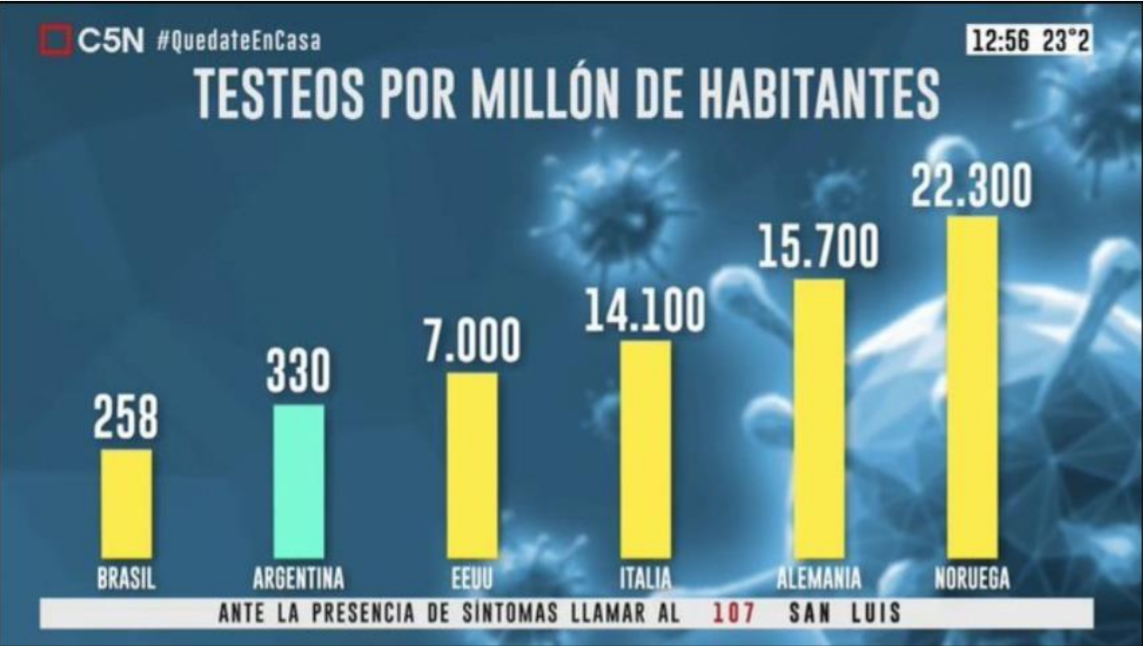 C5N #QuedateEnCasa
12:56 23°2
TESTEOS POR MILLÓN DE HABITANTES
258
330
7.000
14.100
15.700
22.300
BRASIL
ARGENTINA
EEUU
ITALIA
ALEMANIA
NORUEGA
ANTE LA PRESENCIA DE SÍNTOMAS LLAMAR AL 107 SAN LUIS